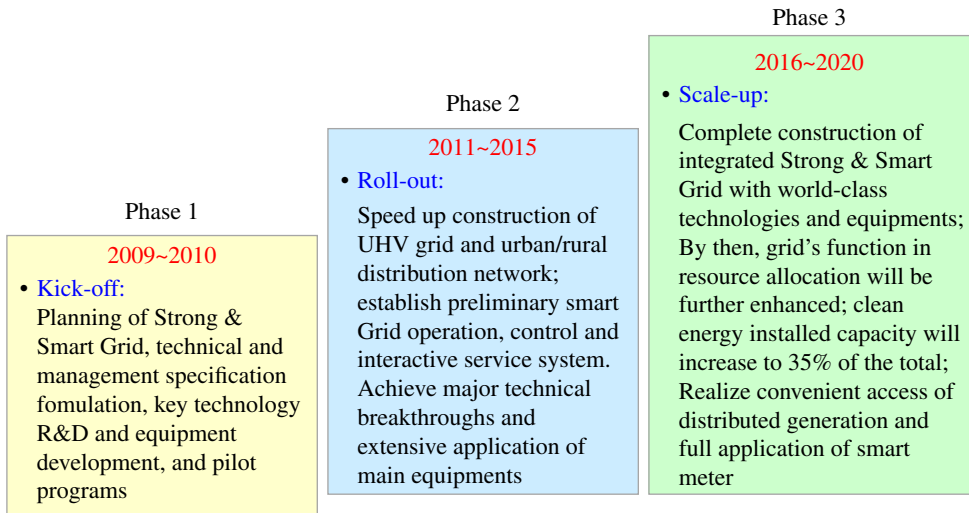 Phase 1
2009~2010
• Kick-off:
Planning of Strong &
Smart Grid, technical and
management specification
fomulation, key technology
R&D and equipment
development, and pilot
programs
Phase 2
2011~2015
• Roll-out:
Speed up construction of
UHV grid and urban/rural
distribution network;
establish preliminary smart
Grid operation, control and
interactive service system.
Achieve major technical
breakthroughs and
extensive application of
main equipments
Phase 3
2016~2020
• Scale-up:
Complete construction of
integrated Strong & Smart
Grid with world-class
technologies and equipments;
By then, grid's function in
resource allocation will be
further enhanced; clean
energy installed capacity will
increase to 35% of the total;
Realize convenient access of
distributed generation and
full application of smart
meter